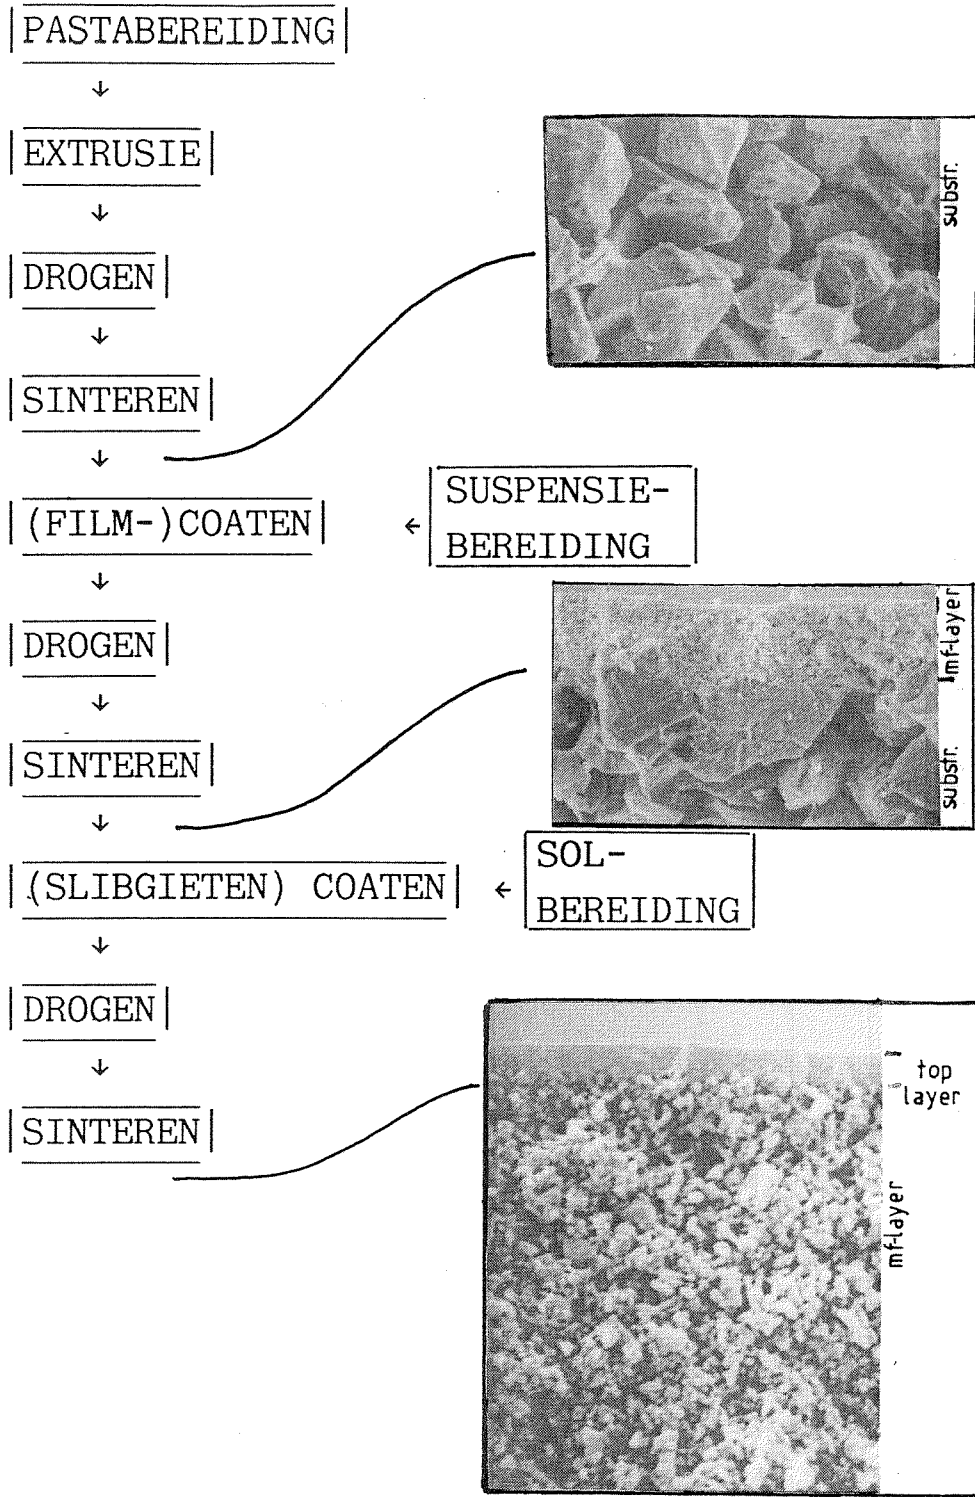 PASTABEREIDING
↓
EXTRUSIE
↓
DROGEN
↓
SINTEREN
↓
substr.
(FILM-)COATEN
←
SUSPENSIE-
BEREIDING
↓
DROGEN
↓
SINTEREN
↓
mf-layer
substr.
(SLIBGIETEN) COATEN
←
SOL-
BEREIDING
↓
DROGEN
↓
SINTEREN
top
layer
mf-layer